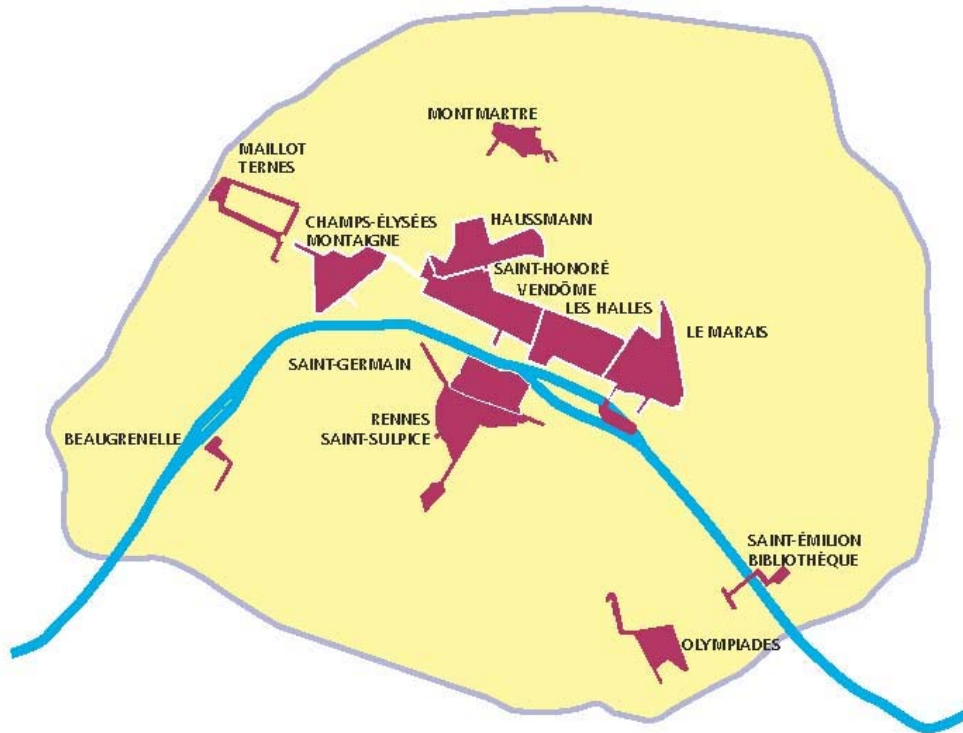 MONTMARTRE
MAILLOT
TERNES
CHAMPS-ÉLYSÉES
MONTAIGNE
HAUSSMANN
SAINT-HONORÉ
VENDÔME
LES HALLES
LE MARAIS
SAINT-GERMAIN
RENNES
SAINT-SULPICE
BEAUGRENELLE
SAINT-ÉMILION
BIBLIOTHÈQUE
OLYMPIADES